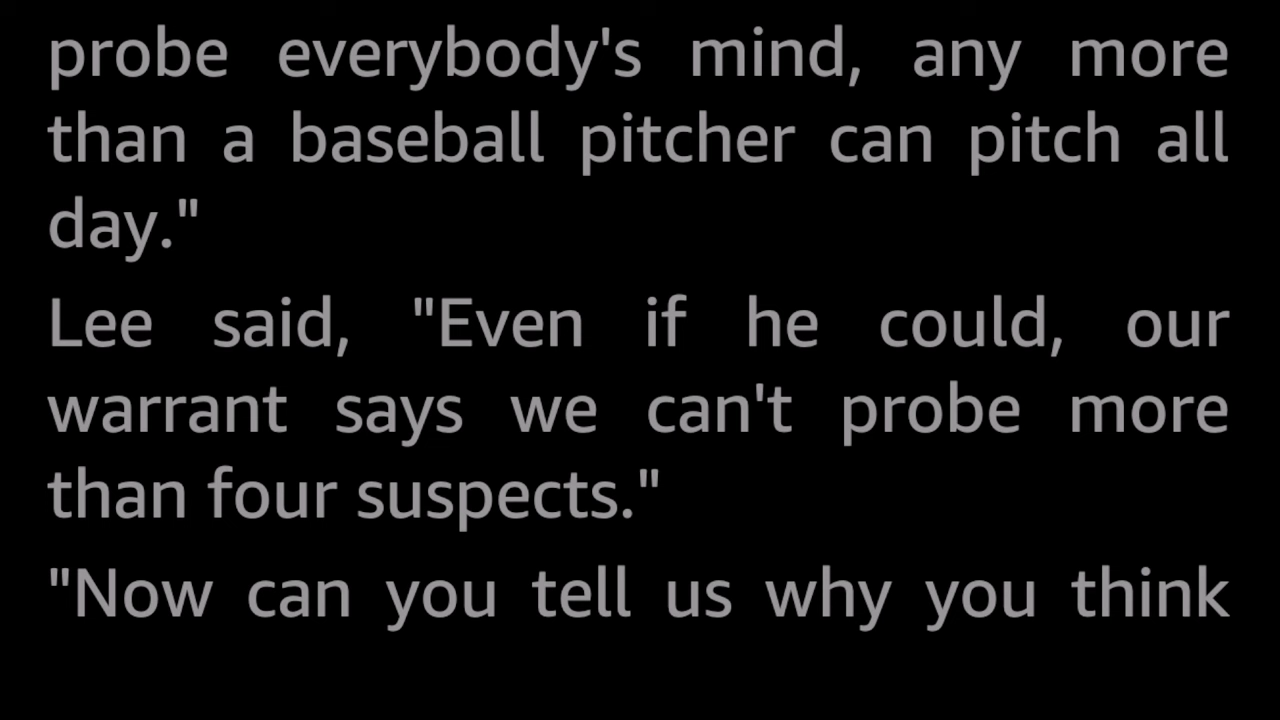 probe everybody's mind, any more
than a baseball pitcher can pitch all
day."
Lee said, "Even if he could, our
warrant says we can't probe more
than four suspects."
"Now can you tell us why you think